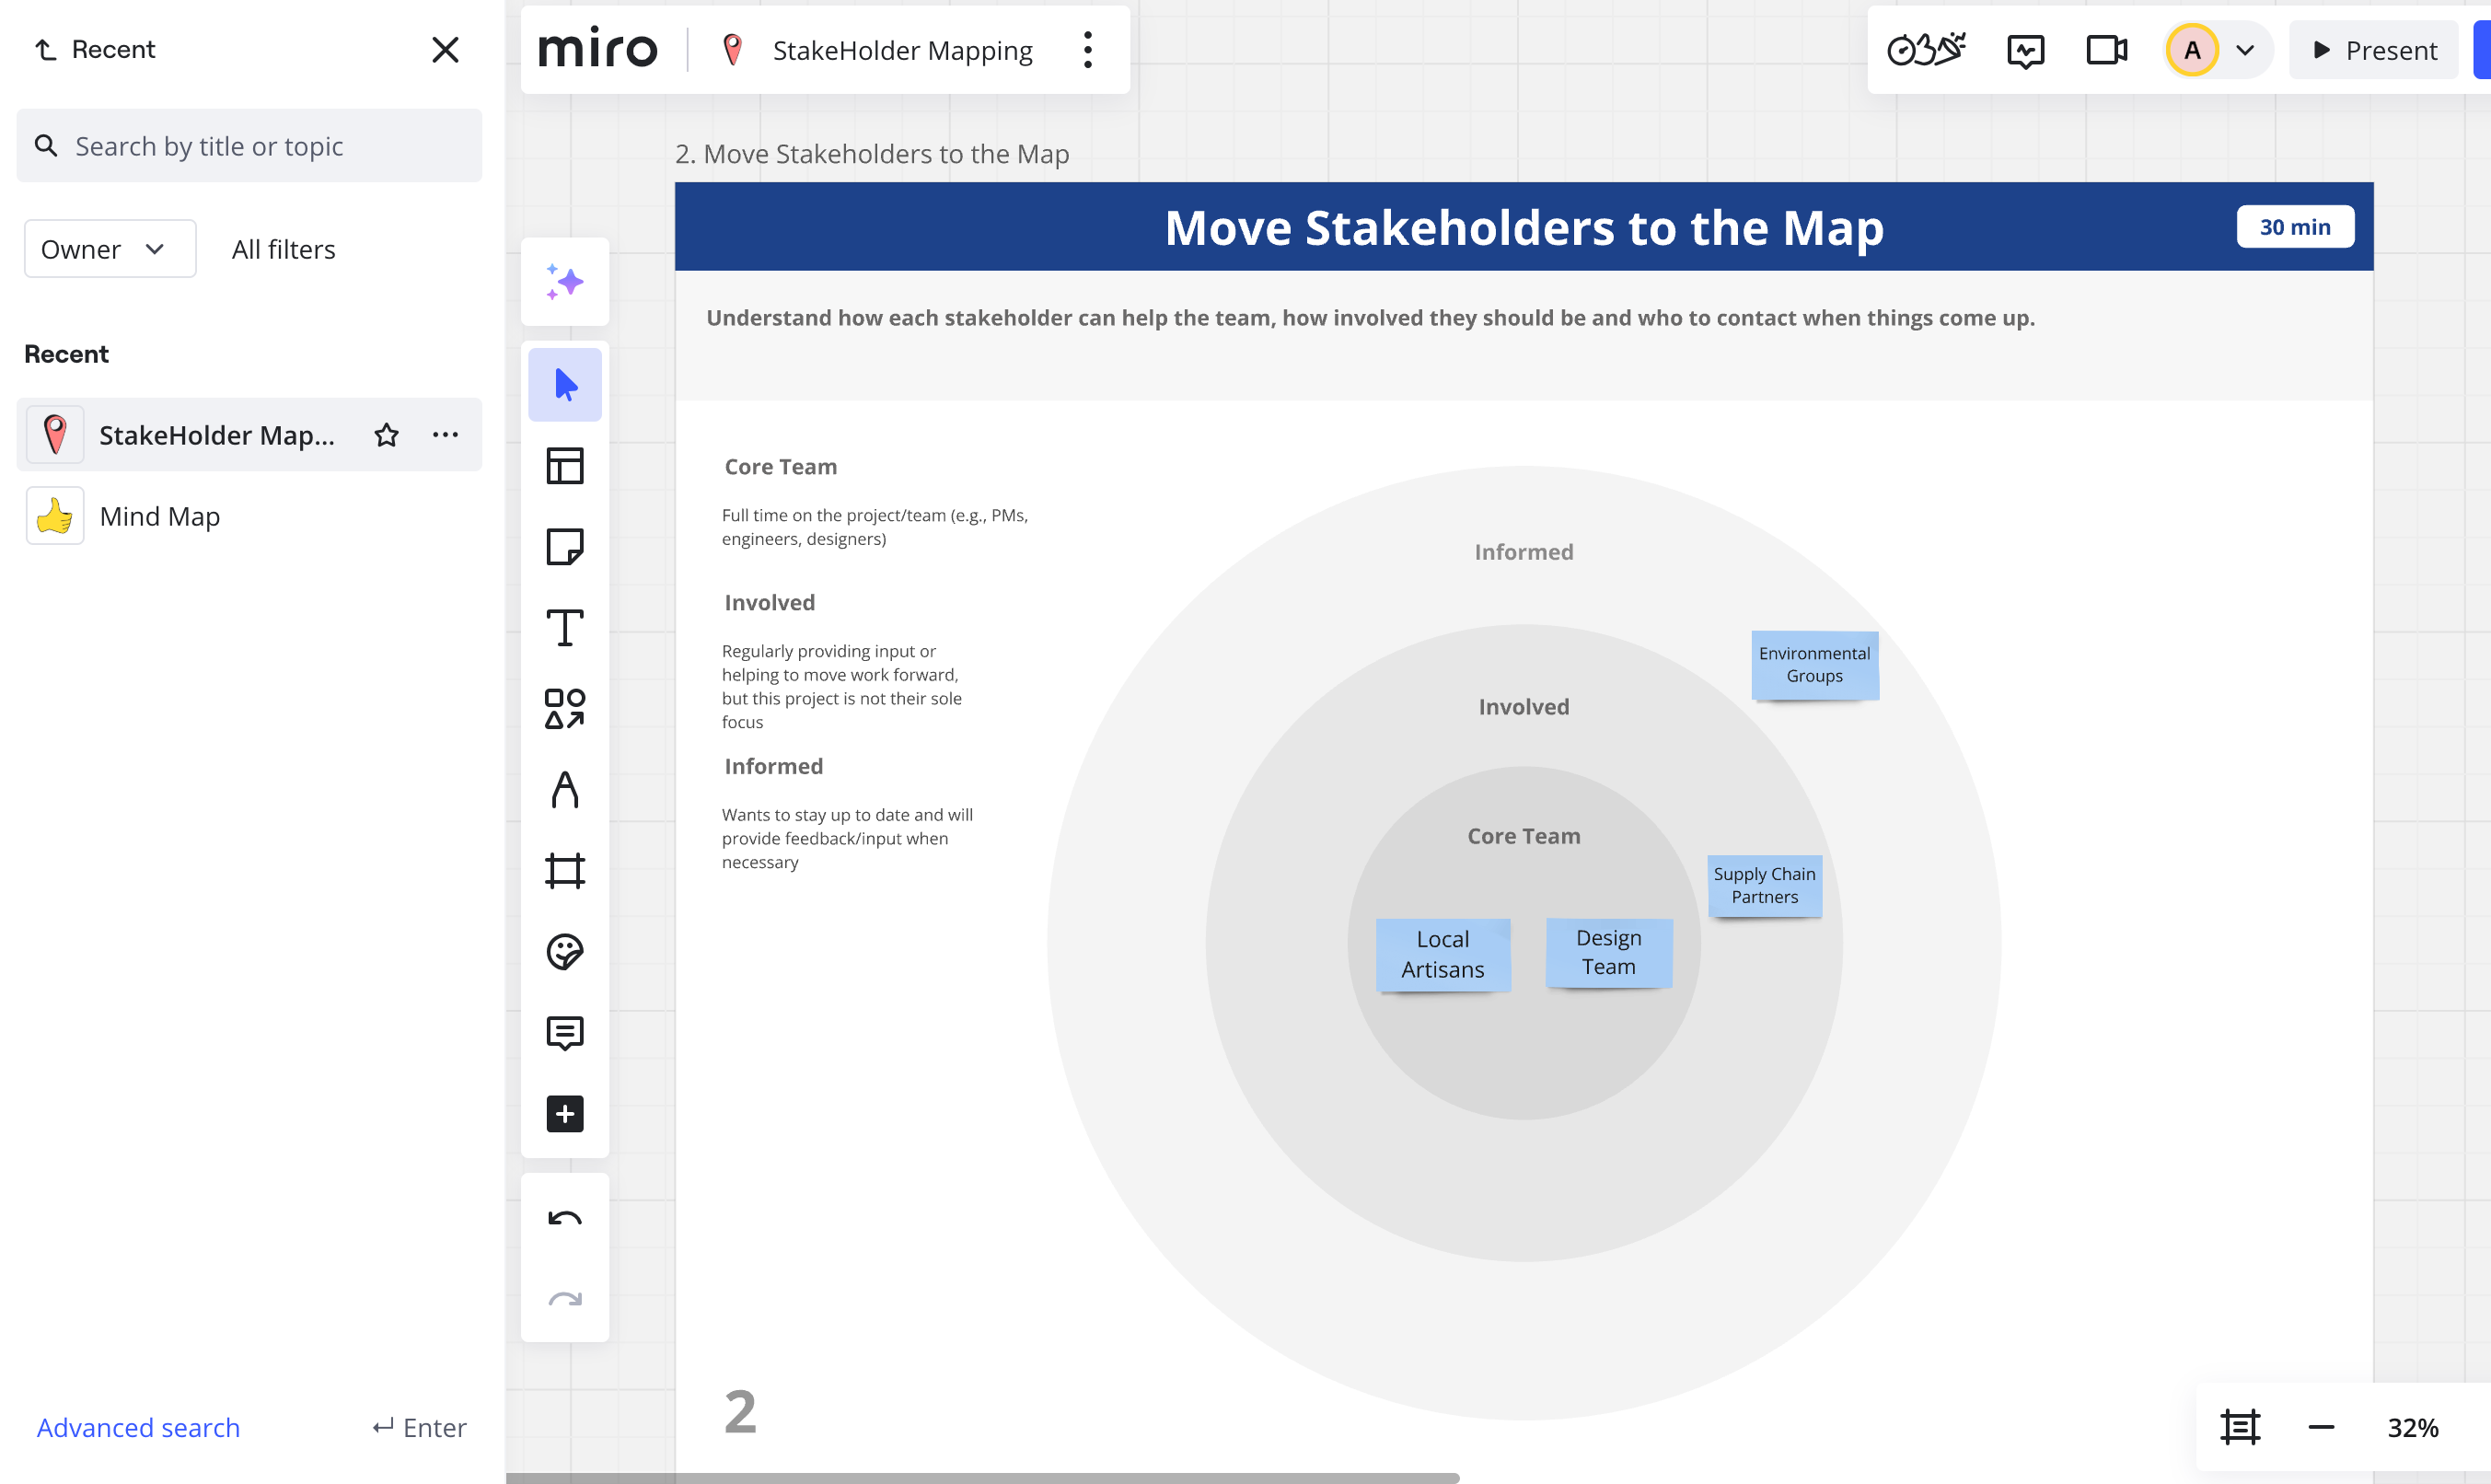 Recent
Search by title or topic
Owner
All filters
Recent
StakeHolder Map...
Mind Map
Advanced search
Enter
miro
StakeHolder Mapping
A
Present
2. Move Stakeholders to the Map
Move Stakeholders to the Map
30 min
Understand how each stakeholder can help the team, how involved they should be and who to contact when things come up.
Core Team
Full time on the project/team (e.g., PMs,
engineers, designers)
Involved
Regularly providing input or
helping to move work forward,
but this project is not their sole
focus
Informed
Wants to stay up to date and will
provide feedback/input when
necessary
Informed
Environmental
Groups
Involved
Core Team
Supply Chain
Partners
Local
Artisans
Design
Team
2
32%